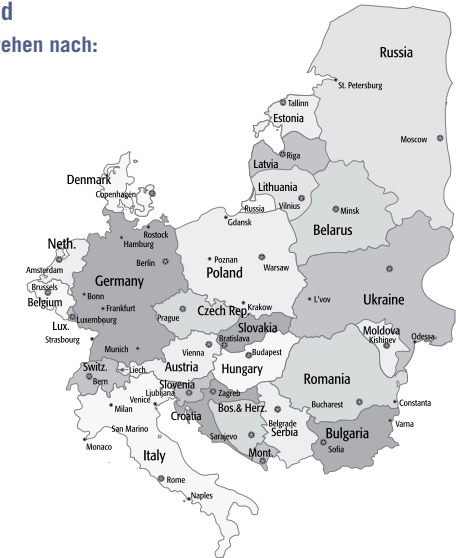 d
ehen nach:
Russia
St. Petersburg
Tallinn
Estonia
Moscow
Riga
Latvia
Denmark
Lithuania
Copenhagen
Russia
Vilnius
Minsk
Gdansk
Belarus
Rostock
Hamburg
Neth.
Berlin
Poznan
Warsaw
Amsterdam
Germany
Poland
Brussels
Bonn
L'vov
Ukraine
Belgium
Frankfurt
Krakow
Lux.
Luxembourg
Prague
Czech Rep.
Strasbourg
Slovakia
Moldova
Kishinev
Odessa
Munich
Vienna
Bratislava
Budapest
Switz.
Liech.
Austria
Hungary
Bern
Slovenia
Ljubljana
Zagreb
Romania
Venice
Milan
Croatia
Bos.& Herz.
Bucharest
Constanta
San Marino
Belgrade
Serbia
Varna
Monaco
Sarajevo
Bulgaria
Italy
Mont.
Sofia
Rome
Naples